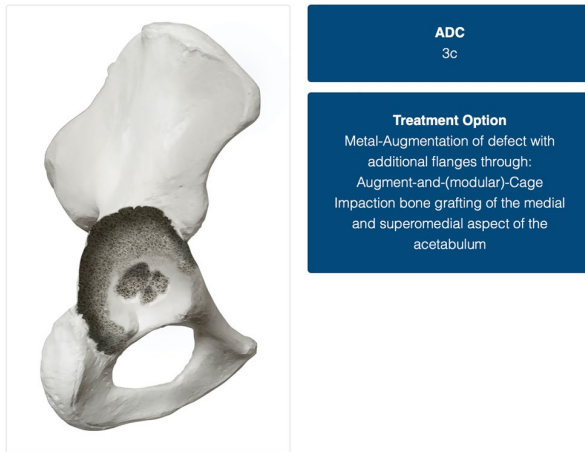 ADC
3c
Treatment Option
Metal-Augmentation of defect with
additional flanges through:
Augment-and-(modular)-Cage
Impaction bone grafting of the medial
and superomedial aspect of the
acetabulum